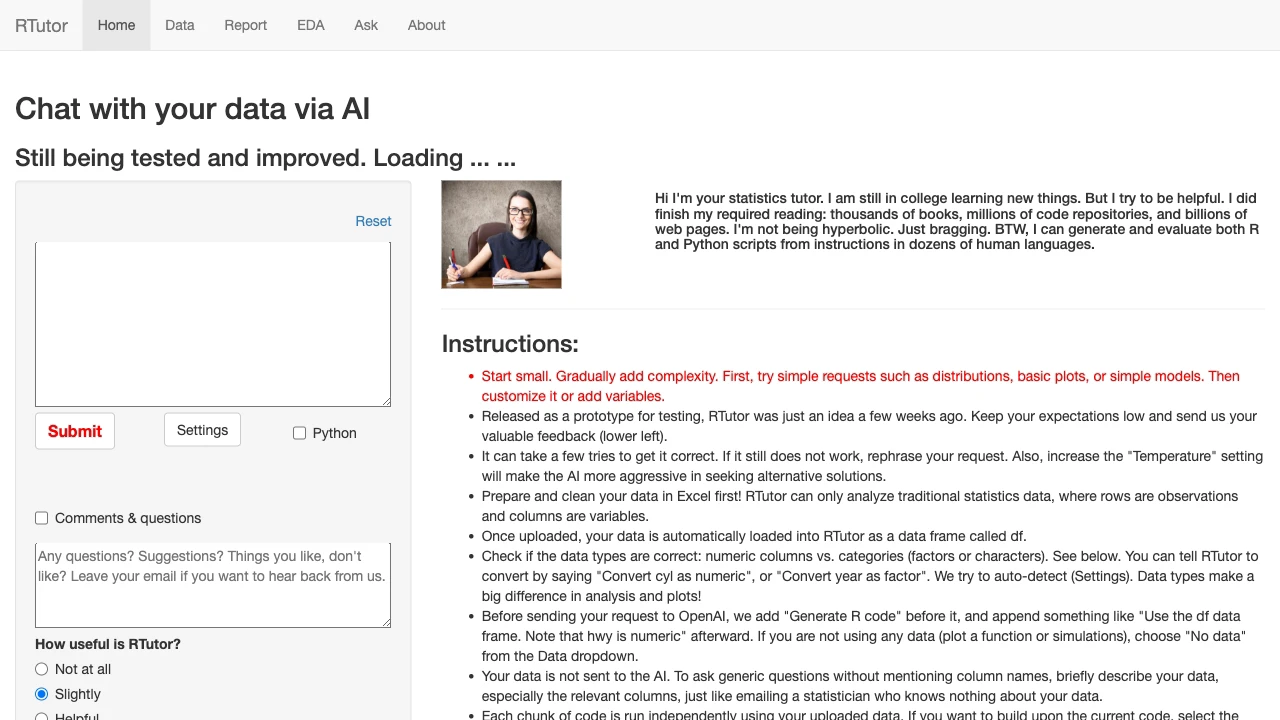 RTutor Home Data Report EDA Ask About
Chat with your data via AI
Still being tested and improved. Loading ... ...
Reset
Submit Settings Python
Comments & questions
Any questions? Suggestions? Things you like, don't
like? Leave your email if you want to hear back from us.
How useful is RTutor?
Not at all
Slightly
Helpful
Hi I'm your statistics tutor. I am still in college learning new things. But I try to be helpful. I did
finish my required reading: thousands of books, millions of code repositories, and billions of
web pages. I'm not being hyperbolic. Just bragging. BTW, I can generate and evaluate both R
and Python scripts from instructions in dozens of human languages.
Instructions:
• Start small. Gradually add complexity. First, try simple requests such as distributions, basic plots, or simple models. Then
customize it or add variables.
• Released as a prototype for testing, RTutor was just an idea a few weeks ago. Keep your expectations low and send us your
valuable feedback (lower left).
• It can take a few tries to get it correct. If it still does not work, rephrase your request. Also, increase the "Temperature" setting
will make the AI more aggressive in seeking alternative solutions.
• Prepare and clean your data in Excel first! RTutor can only analyze traditional statistics data, where rows are observations
and columns are variables.
• Once uploaded, your data is automatically loaded into RTutor as a data frame called df.
• Check if the data types are correct: numeric columns vs. categories (factors or characters). See below. You can tell RTutor to
convert by saying "Convert cyl as numeric", or "Convert year as factor". We try to auto-detect (Settings). Data types make a
big difference in analysis and plots!
• Before sending your request to OpenAI, we add "Generate R code" before it, and append something like "Use the df data
frame. Note that hwy is numeric" afterward. If you are not using any data (plot a function or simulations), choose "No data"
from the Data dropdown.
• Your data is not sent to the AI. To ask generic questions without mentioning column names, briefly describe your data,
especially the relevant columns, just like emailing a statistician who knows nothing about your data.
• Each chunk of code is run independently using your uploaded data. If you want to build upon the current code, select the